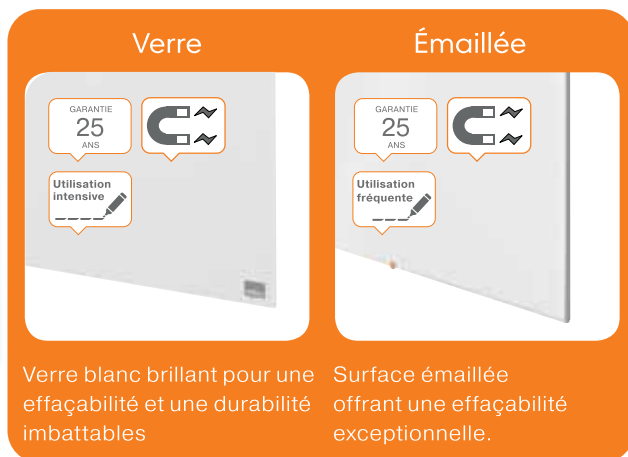 Verre
GARANTIE
25
ANS
Utilisation
intensive
Verre blanc brillant pour une
effaçabilité et une durabilité
imbattables
Émaillée
GARANTIE
25
ANS
Utilisation
fréquente
Surface émaillée
offrant une effaçabilité
exceptionnelle.